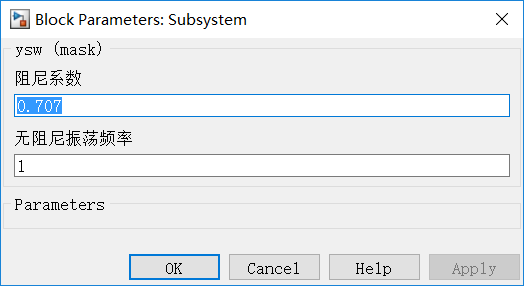 Block Parameters: Subsystem
ysw (mask)
阻尼系数
0.707
无阻尼振荡频率
1
Parameters
OK Cancel Help Apply